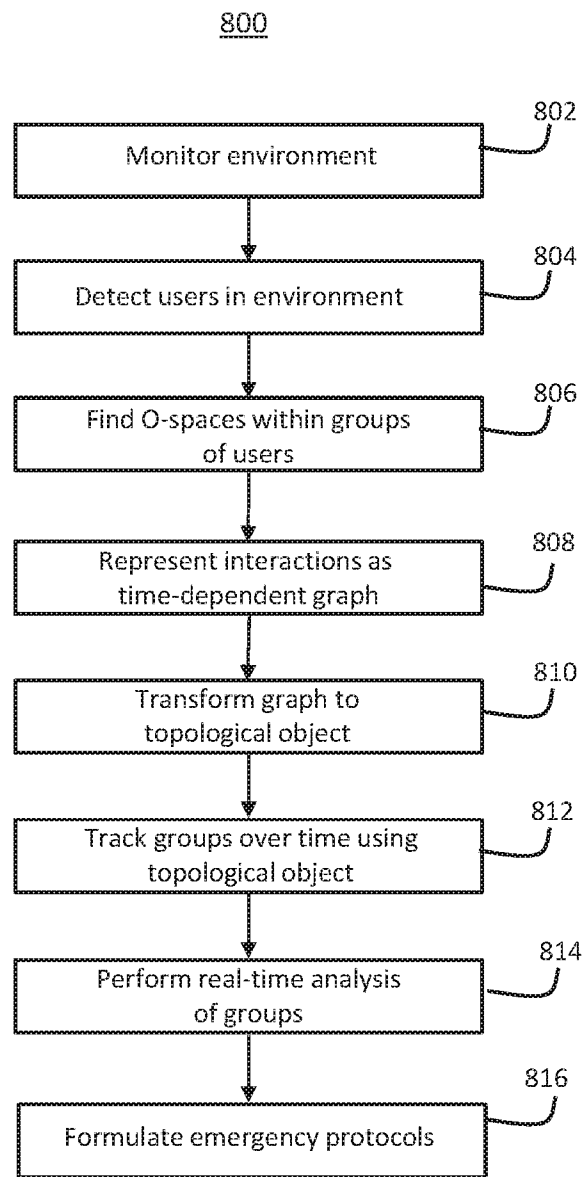 800
802
Monitor environment
804
Detect users in environment
806
Find O-spaces within groups
of users
808
Represent interactions as
time-dependent graph
810
Transform graph to
topological object
812
Track groups over time using
topological object
814
Perform real-time analysis
of groups
816
Formulate emergency protocols